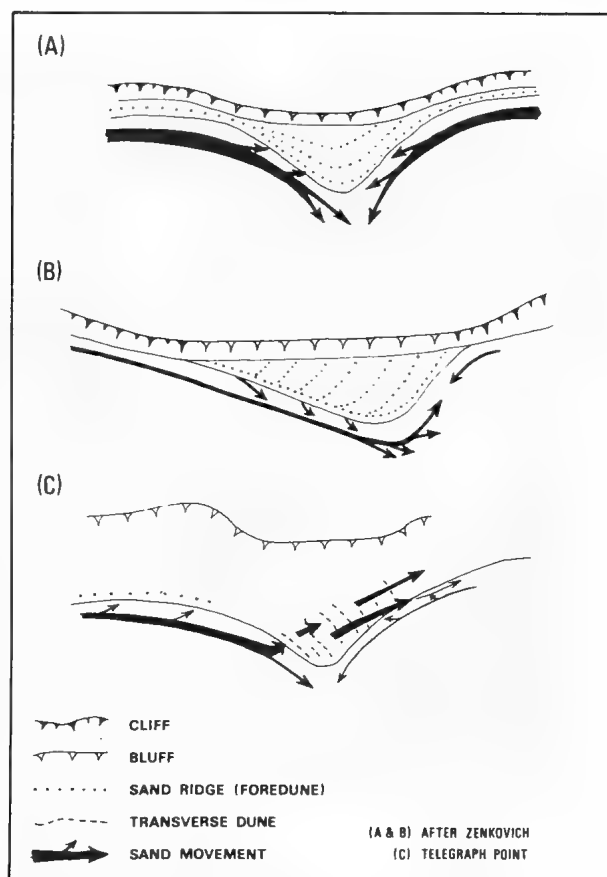 (A)
(B)
(C)
CLIFF
BLUFF
SAND RIDGE (FOREDUNE)
TRANSVERSE DUNE
SAND MOVEMENT
(A & B) AFTER ZENKOVICH
(C) TELEGRAPH POINT